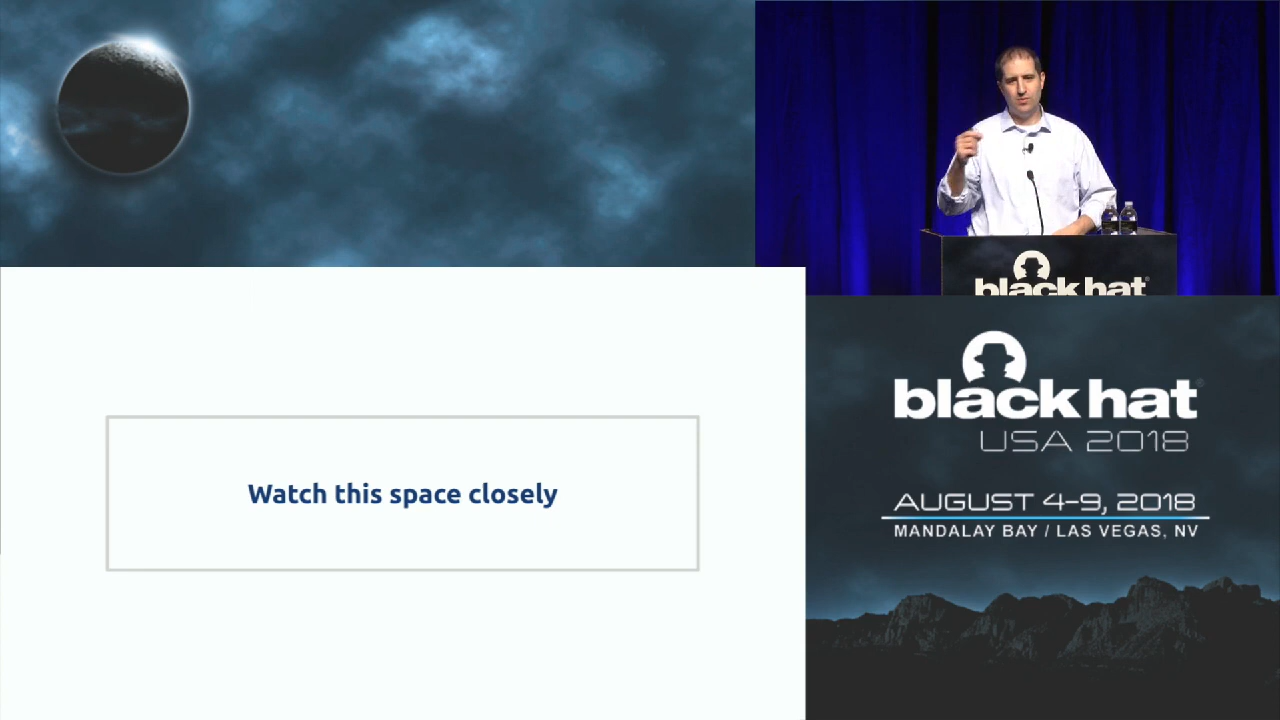 black hat
Watch this space closely
black hat
USA 2018
AUGUST 4-9, 2018
MANDALAY BAY / LAS VEGAS, NV